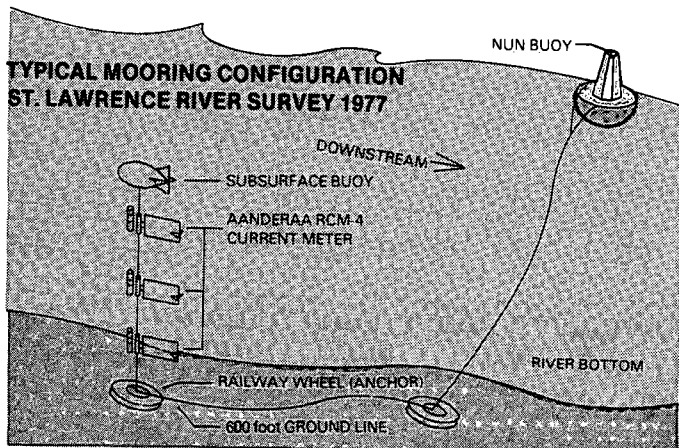 NUN BUOY
TYPICAL MOORING CONFIGURATION
ST. LAWRENCE RIVER SURVEY 1977
DOWNSTREAM
SUBSURFACE BUOY
AANDERAA RCM-4
CURRENT METER
RIVER BOTTOM
RAILWAY WHEEL (ANCHOR)
600 foot GROUND LINE